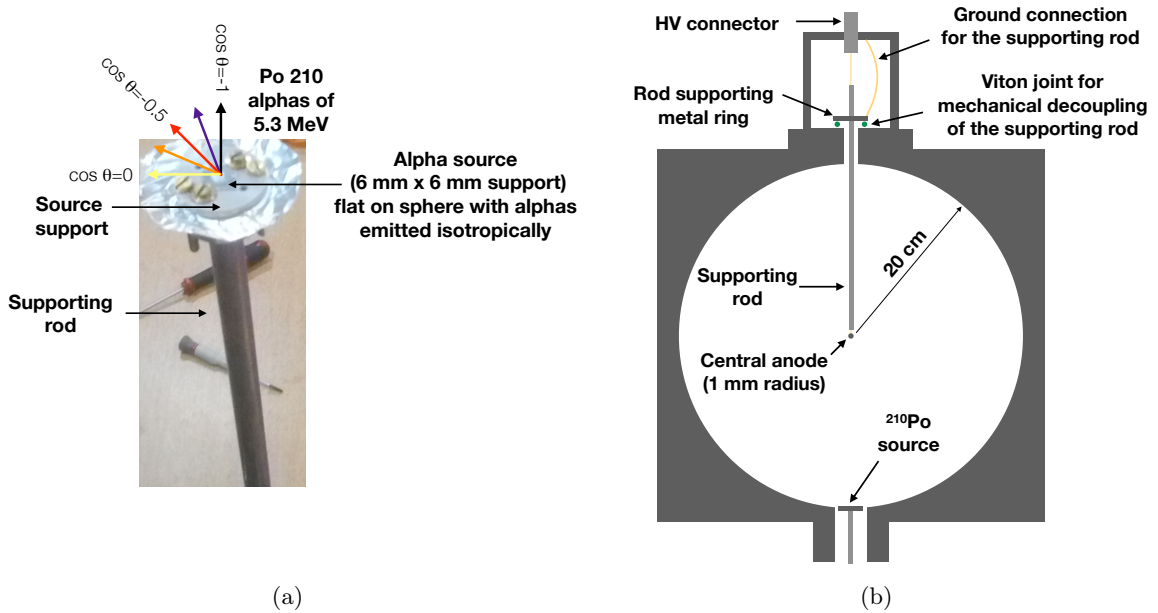 cos θ=-1
cos θ=-0.5
cos θ=0
Po 210
alphas of
5.3 MeV
Alpha source
(6 mm x 6 mm support)
flat on sphere with alphas
emitted isotropically
Source
support
Supporting
rod
(a)
HV connector
Ground connection
for the supporting rod
Rod supporting
metal ring
Viton joint for
mechanical decoupling
of the supporting rod
20 cm
Supporting
rod
Central anode
(1 mm radius)
²¹⁰Po
source
(b)